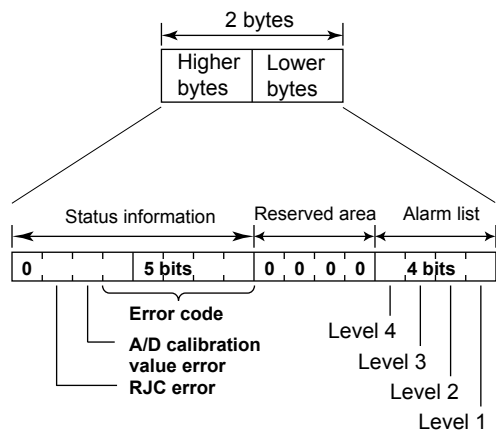 2 bytes
Higher bytes
Lower bytes
Status information
Reserved area
Alarm list
0
5 bits
0 0 0 0
4 bits
Error code
A/D calibration value error
RJC error
Level 4
Level 3
Level 2
Level 1